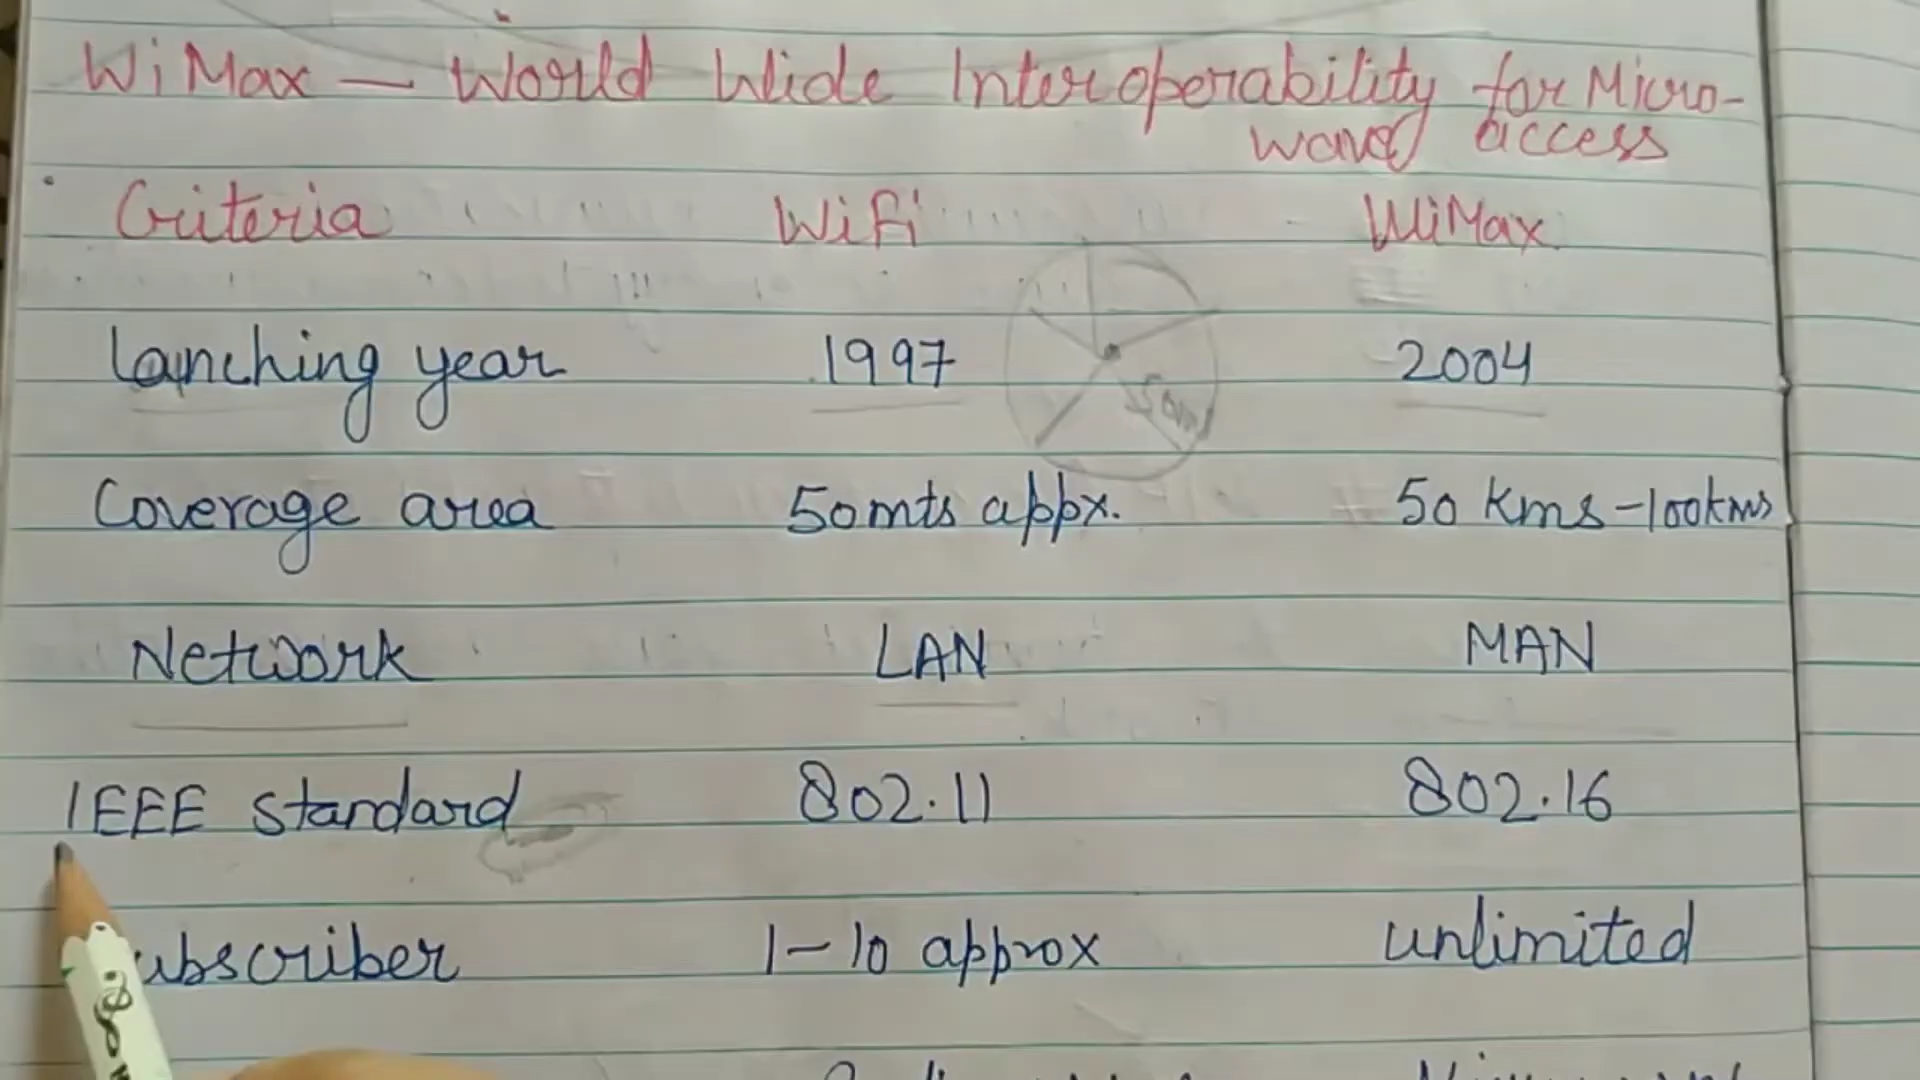 WiMax — World Wide Interoperability for Micro-
wave access
Criteria WiFi WiMax
Lanching year 1997 2004
50m
Coverage area 50mts appx. 50 kms-100kms
Network LAN MAN
IEEE standard 802.11 802.16
ubscriber 1-10 approx unlimited